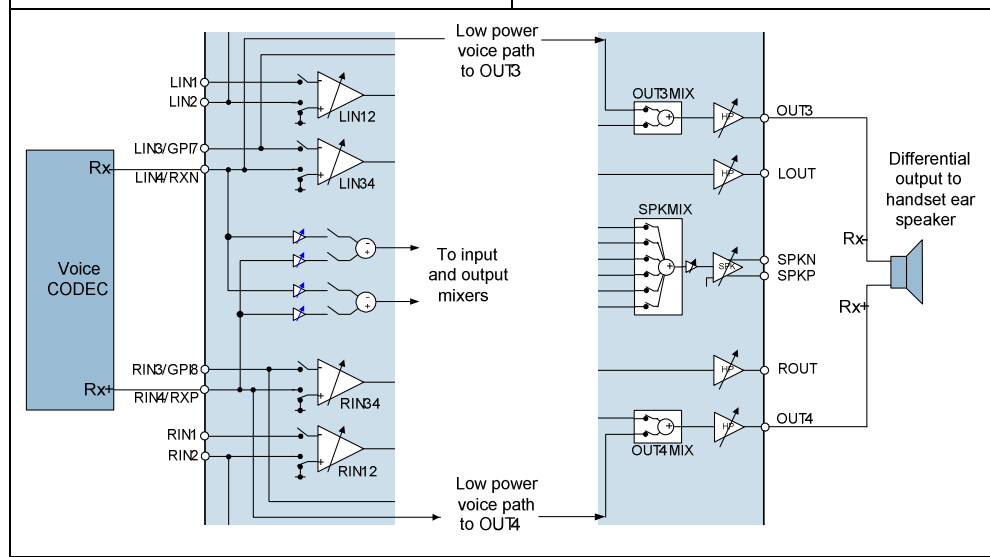 Low power
voice path
to OUT3
LIN1
LIN2
LIN12
LIN3/GPI7
Rx-
LIN4/RXN
LIN34
Voice
CODEC
To input
and output
mixers
RIN3/GPI8
Rx+
RIN4/RXP
RIN34
RIN1
RIN2
RIN12
Low power
voice path
to OUT4
OUT3MIX
HP
OUT3
HP
LOUT
SPKMIX
SPK
SPKN
SPKP
HP
ROUT
HP
OUT4
OUT4MIX
Differential
output to
handset ear
speaker
Rx-
Rx+